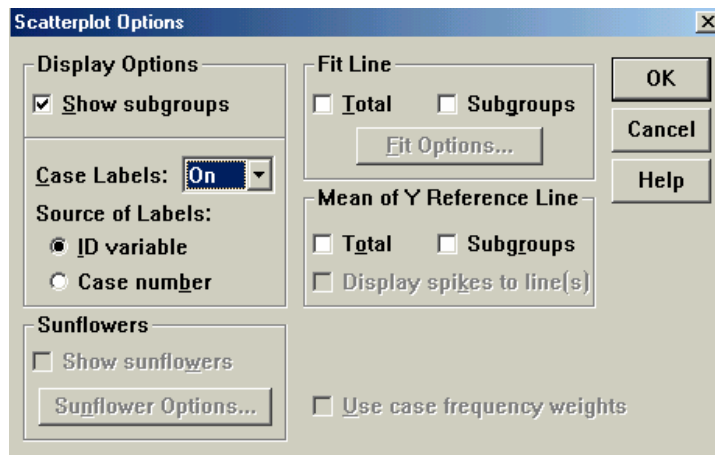 Scatterplot Options
Display Options
Show subgroups
Case Labels: On
Source of Labels:
ID variable
Case number
Sunflowers
Show sunflowers
Sunflower Options...
Fit Line
Total Subgroups
Fit Options...
Mean of Y Reference Line
Total Subgroups
Display spikes to line(s)
Use case frequency weights
OK
Cancel
Help